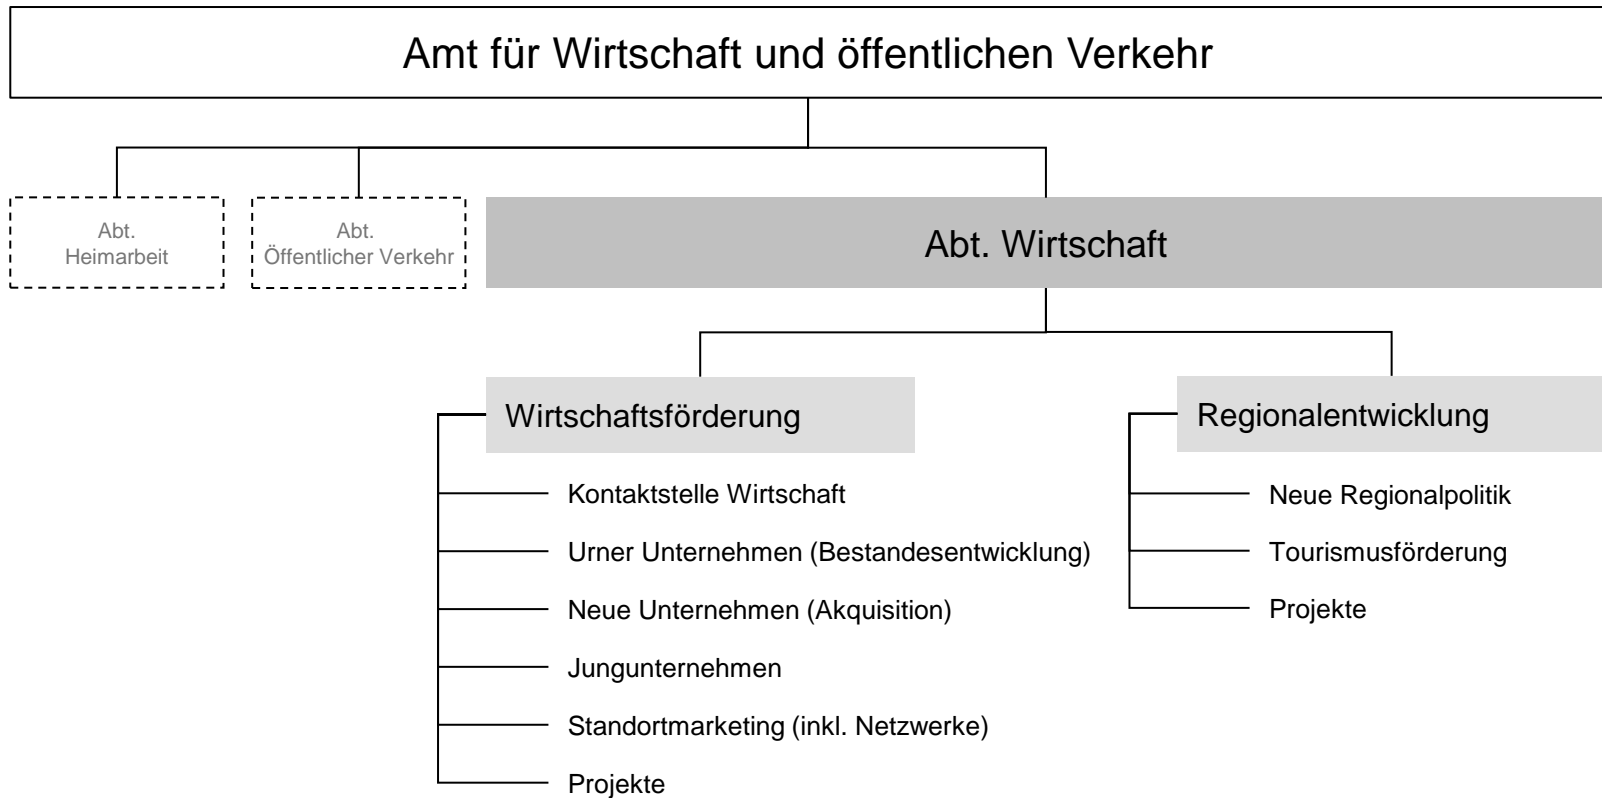 Amt für Wirtschaft und öffentlichen Verkehr
Abt.
Heimarbeit
Abt.
Öffentlicher Verkehr
Abt. Wirtschaft
Wirtschaftsförderung
Kontaktstelle Wirtschaft
Urner Unternehmen (Bestandesentwicklung)
Neue Unternehmen (Akquisition)
Jungunternehmen
Standortmarketing (inkl. Netzwerke)
Projekte
Regionalentwicklung
Neue Regionalpolitik
Tourismusförderung
Projekte